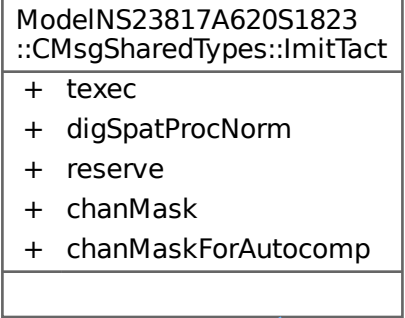 ModelNS23817A620S1823
::CMsgSharedTypes::ImitTact
+ texec
+ digSpatProcNorm
+ reserve
+ chanMask
+ chanMaskForAutocomp